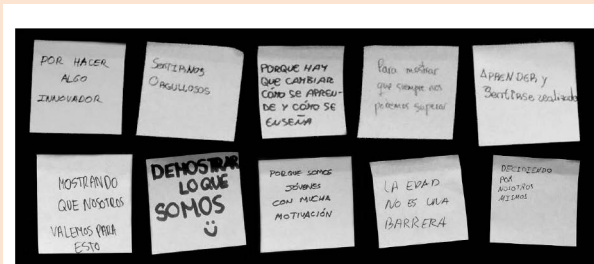 POR HACER
ALGO
INNOVADOR
SENTIRNOS
ORGULLOSOS
PORQUE HAY
QUE CAMBIAR
CÓMO SE APREN-
DE Y CÓMO SE
ENSEÑA
Para mostrar
que siempre nos
podemos superar
APRENDER Y
Sentirse realizado
MOSTRANDO
QUE NOSOTROS
VALEMOS PARA
ESTO
DEMOSTRAR
LO QUE
SOMOS
PORQUE SOMOS
JÓVENES
CON MUCHA
MOTIVACIÓN
LA EDAD
NO ES UNA
BARRERA
DECIDIENDO
POR
NOSOTROS
MISMOS